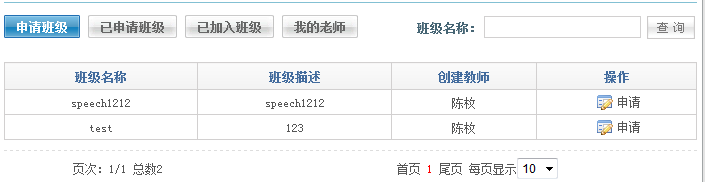 申请班级 已申请班级 已加入班级 我的老师 班级名称： 查 询
班级名称 班级描述 创建教师 操作
speech1212 speech1212 陈枚 申请
test 123 陈枚 申请
页次：1/1 总数2 首页 1 尾页 每页显示 10